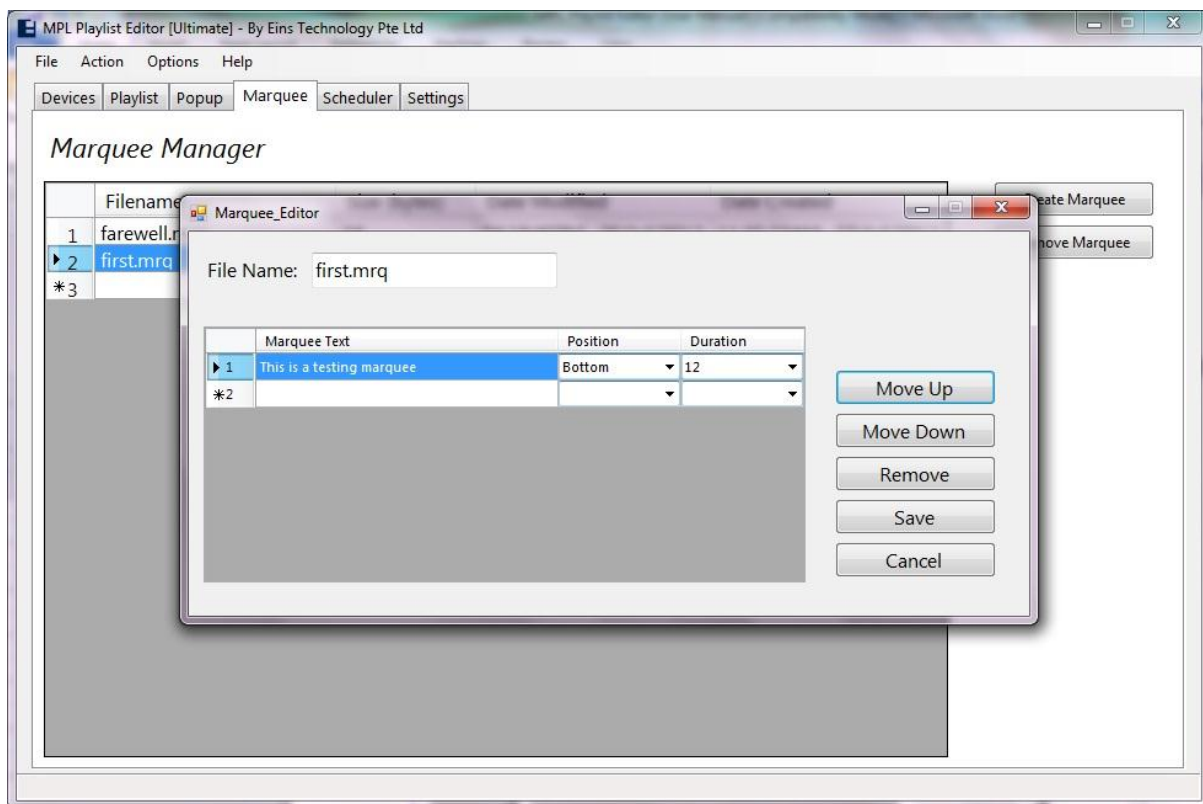 MPL Playlist Editor [Ultimate] - By Eins Technology Pte Ltd
File Action Options Help
Devices Playlist Popup Marquee Scheduler Settings
Marquee Manager
Filename
Marquee_Editor
eate Marquee
1 farewell.
move Marquee
2 first.mrq
3
File Name: first.mrq
Marquee Text Position Duration
1 This is a testing marquee Bottom 12
*2
Move Up
Move Down
Remove
Save
Cancel